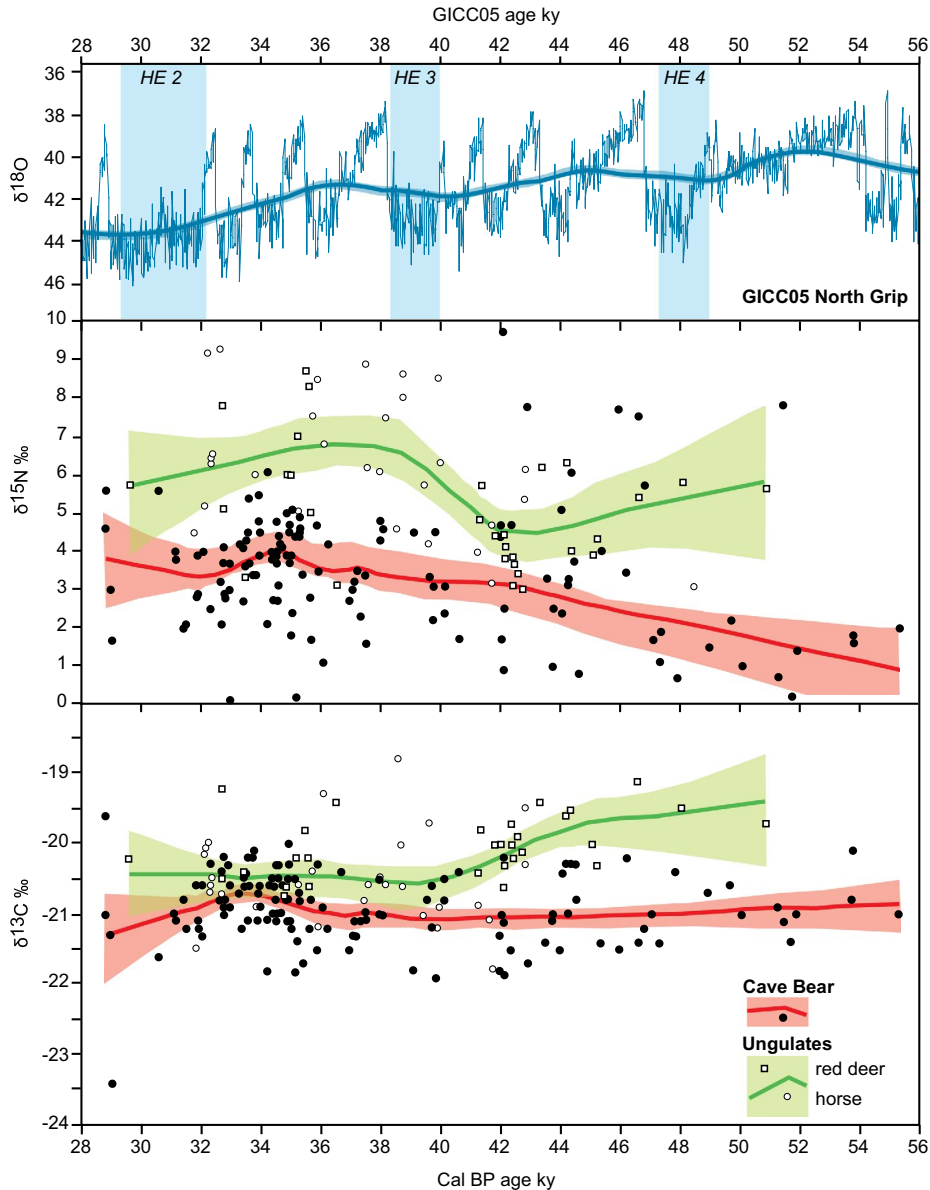 GICC05 age ky
28 30 32 34 36 38 40 42 44 46 48 50 52 54 56
HE 2 HE 3 HE 4
36
38
40
42
44
46
δ18O
GICC05 North Grip
10
9
8
7
6
5
4
3
2
1
0
δ15N ‰
-19
-20
-21
-22
-23
-24
δ13C ‰
Cave Bear
Ungulates
red deer
horse
28 30 32 34 36 38 40 42 44 46 48 50 52 54 56
Cal BP age ky